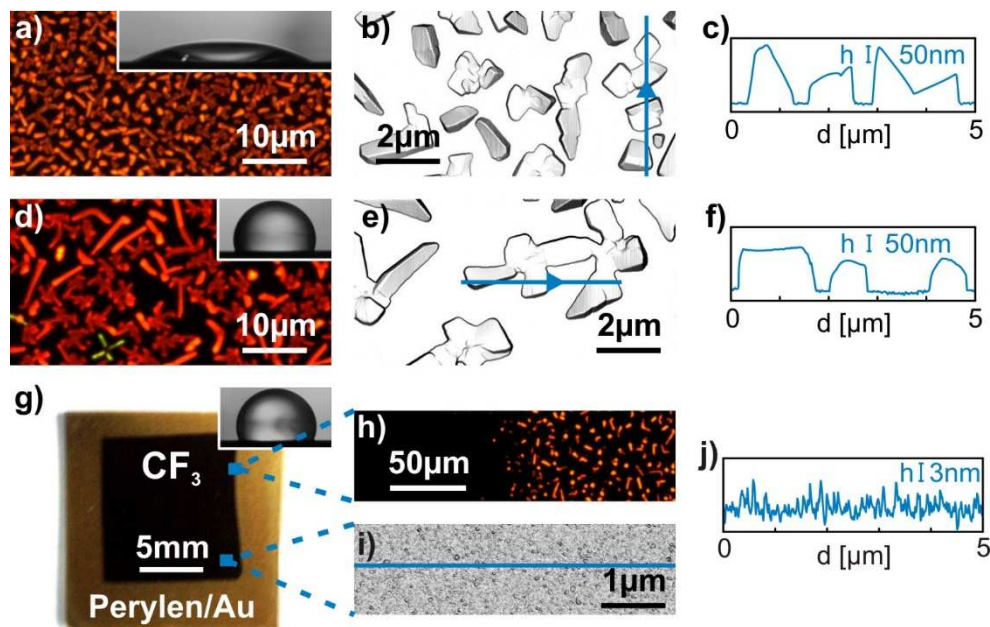 a)
10µm
b)
2µm
c)
h I 50nm
0
5
d [µm]
d)
10µm
e)
2µm
f)
h I 50nm
0
5
d [µm]
g)
CF3
5mm
Perylen/Au
h)
50µm
i)
1µm
j)
h I 3nm
0
5
d [µm]